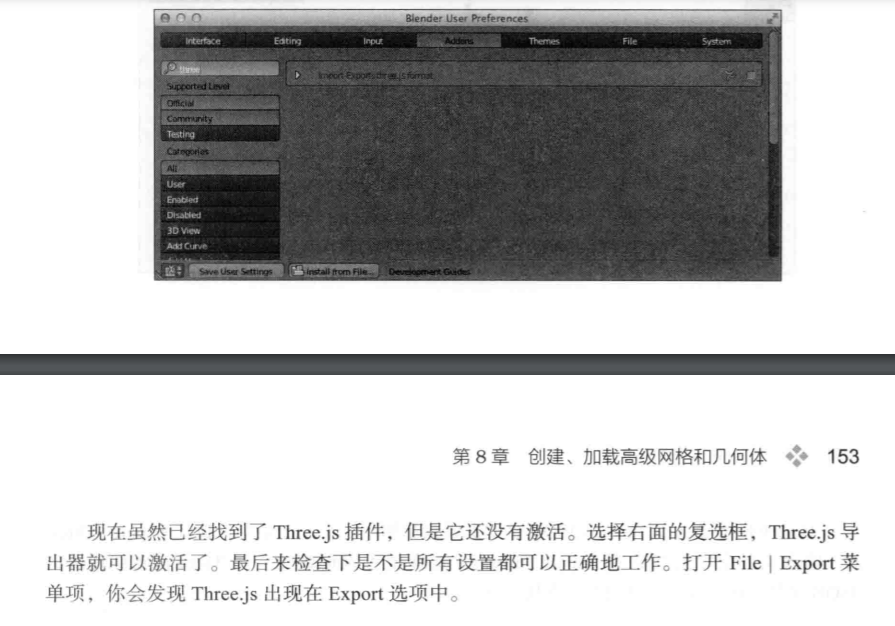 Blender User Preferences
Interface Editing Input Addons Themes File System
three
Supported Level
Import-Export: three.js format
Official
Community
Testing
Categories
All
User
Enabled
Disabled
3D View
Add Curve
Save User Settings Install from File... Development Guides
第 8 章 创建、加载高级网格和几何体 153
现在虽然已经找到了 Three.js 插件，但是它还没有激活。选择右面的复选框，Three.js 导
出器就可以激活了。最后来检查下是不是所有设置都可以正确地工作。打开 File | Export 菜
单项，你会发现 Three.js 出现在 Export 选项中。